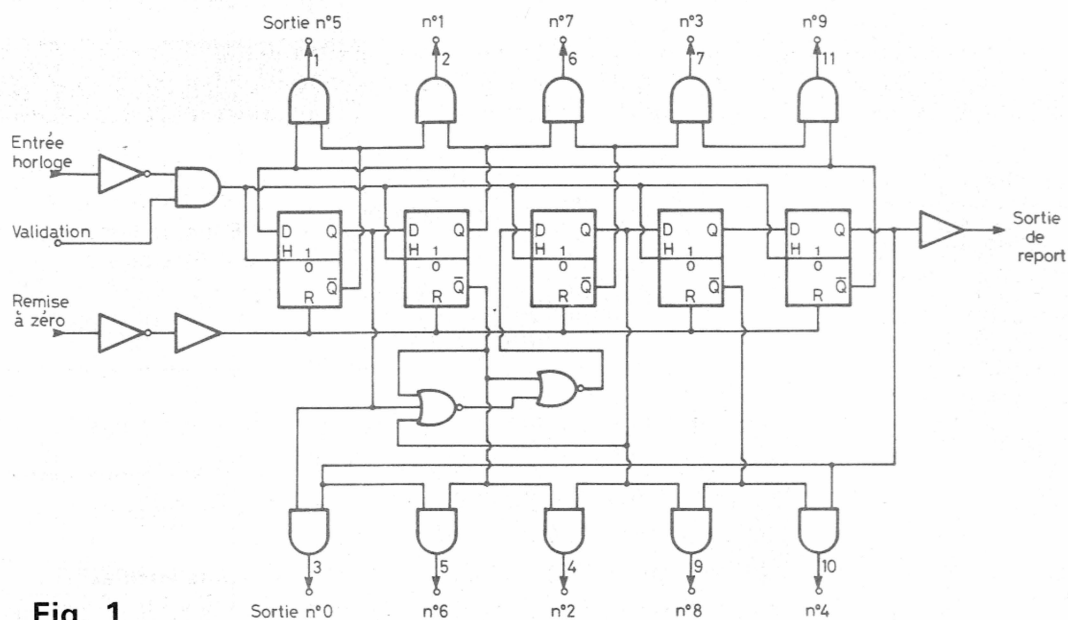 Sortie n°5 n°1 n°7 n°3 n°9
1 2 6 7 11
Entrée
horloge
Validation
Remise
à zéro
D Q D Q D Q D Q D Q
H 1 H 1 H 1 H 1 H 1
0 0 0 0 0
Q̅ Q̅ Q̅ Q̅ Q̅
R R R R R
Sortie
de
report
3 5 4 9 10
Sortie n°0 n°6 n°2 n°8 n°4
Fig. 1